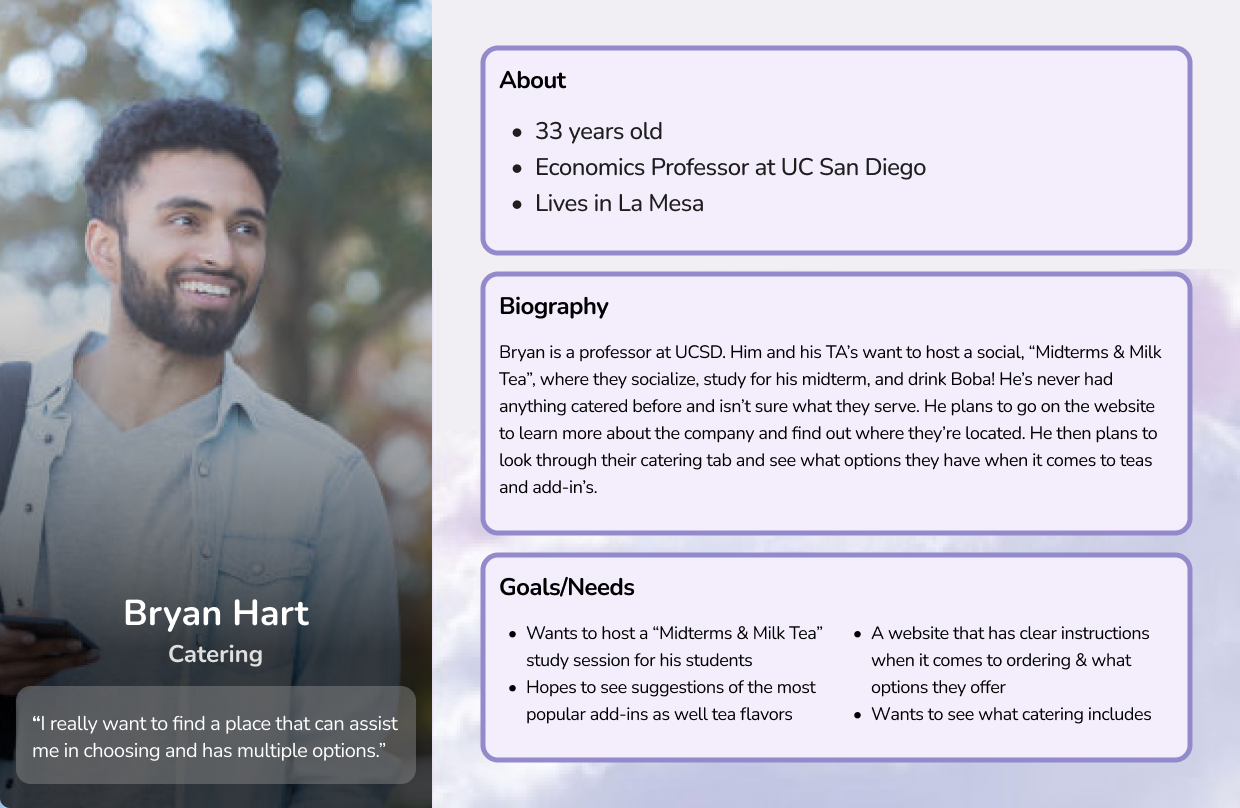 Bryan Hart
Catering
“I really want to find a place that can assist
me in choosing and has multiple options.”
About
• 33 years old
• Economics Professor at UC San Diego
• Lives in La Mesa
Biography
Bryan is a professor at UCSD. Him and his TA’s want to host a social, “Midterms & Milk
Tea”, where they socialize, study for his midterm, and drink Boba! He’s never had
anything catered before and isn’t sure what they serve. He plans to go on the website
to learn more about the company and find out where they’re located. He then plans to
look through their catering tab and see what options they have when it comes to teas
and add-in’s.
Goals/Needs
• Wants to host a “Midterms & Milk Tea”
study session for his students
• Hopes to see suggestions of the most
popular add-ins as well tea flavors
• A website that has clear instructions
when it comes to ordering & what
options they offer
• Wants to see what catering includes